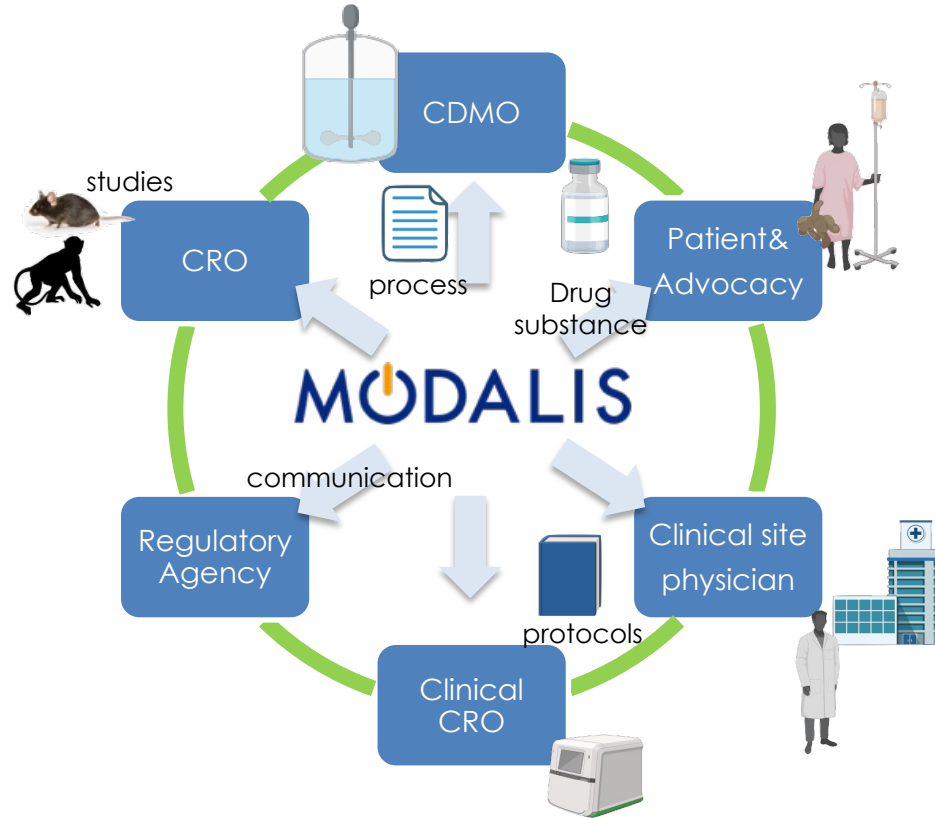 CDMO
studies
CRO
process
Patient&
Advocacy
Drug
substance
MODALIS
communication
Regulatory
Agency
Clinical site
physician
protocols
Clinical
CRO